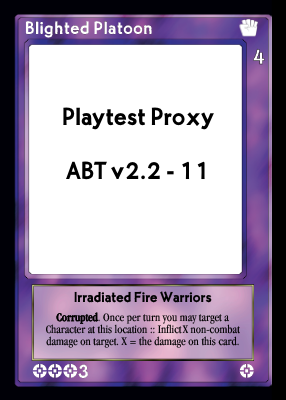 Blighted Platoon
4
Playtest Proxy
ABT v2.2 - 11
Irradiated Fire Warriors
Corrupted. Once per turn you may target a
Character at this location :: Inflict X non-combat
damage on target. X = the damage on this card.
3